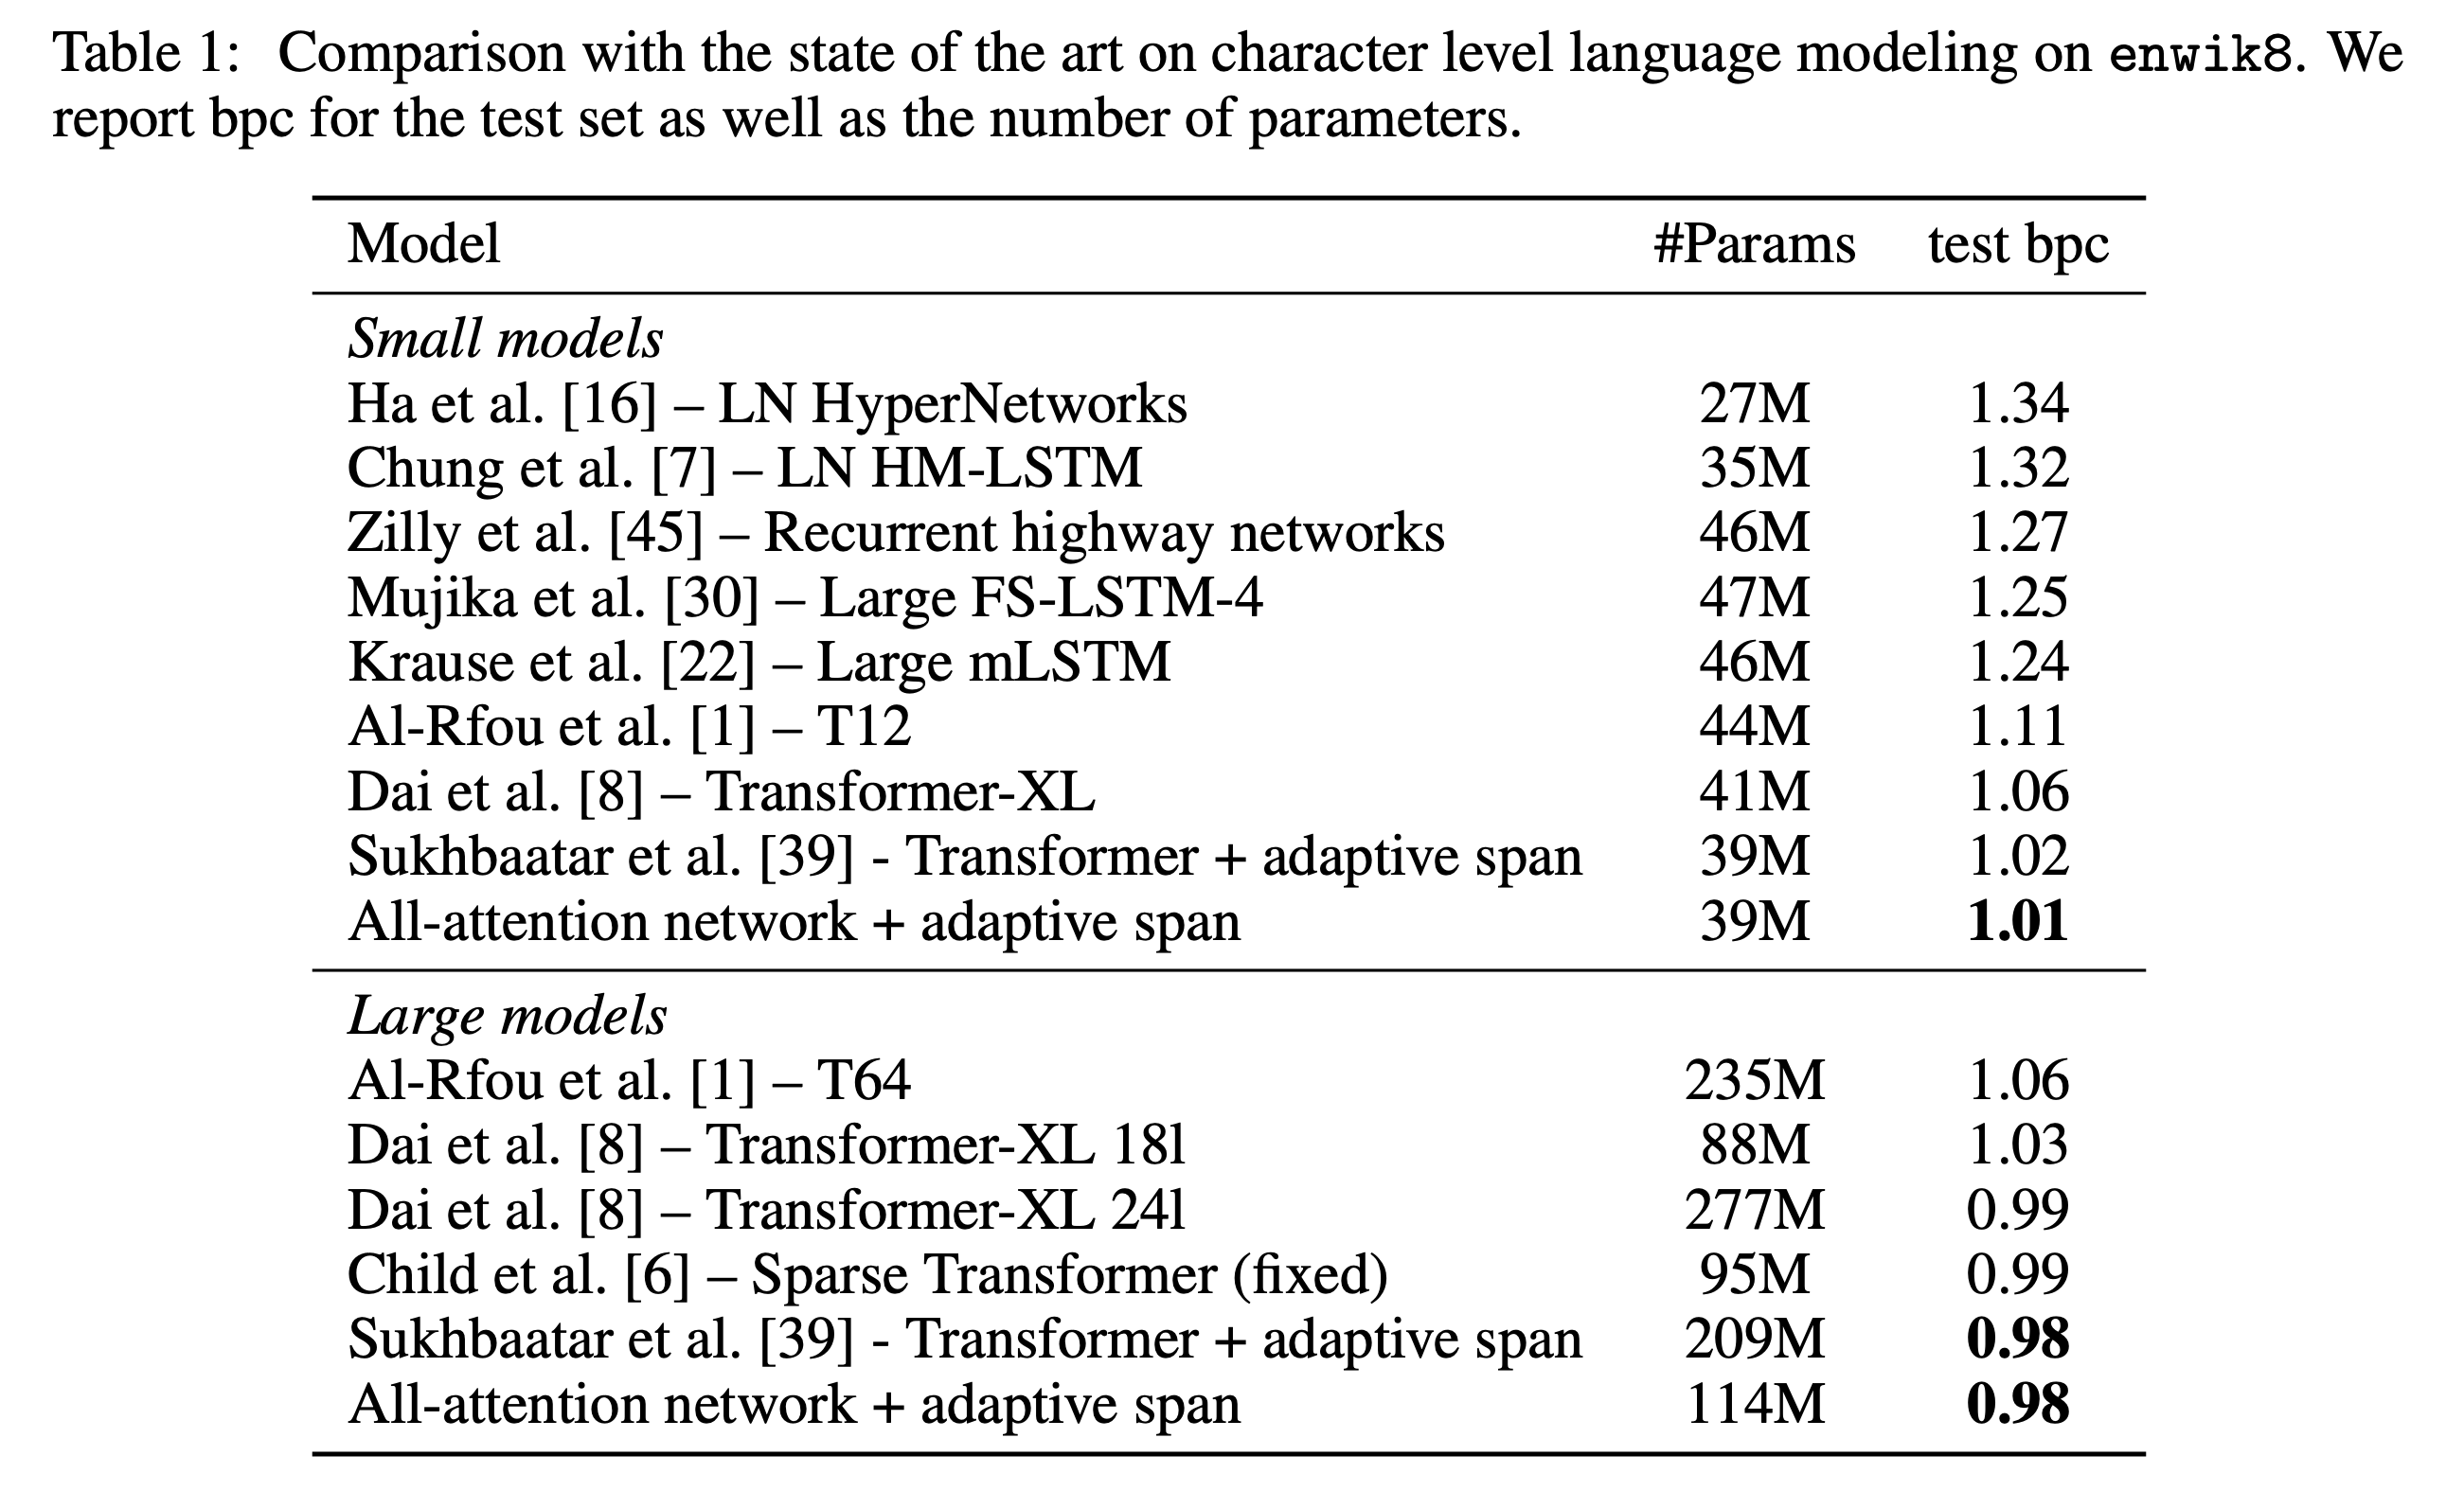 Table 1: Comparison with the state of the art on character level language modeling on enwik8. We
report bpc for the test set as well as the number of parameters.
Model #Params test bpc
Small models
Ha et al. [16] – LN HyperNetworks 27M 1.34
Chung et al. [7] – LN HM-LSTM 35M 1.32
Zilly et al. [45] – Recurrent highway networks 46M 1.27
Mujika et al. [30] – Large FS-LSTM-4 47M 1.25
Krause et al. [22] – Large mLSTM 46M 1.24
Al-Rfou et al. [1] – T12 44M 1.11
Dai et al. [8] – Transformer-XL 41M 1.06
Sukhbaatar et al. [39] - Transformer + adaptive span 39M 1.02
All-attention network + adaptive span 39M 1.01
Large models
Al-Rfou et al. [1] – T64 235M 1.06
Dai et al. [8] – Transformer-XL 18l 88M 1.03
Dai et al. [8] – Transformer-XL 24l 277M 0.99
Child et al. [6] – Sparse Transformer (fixed) 95M 0.99
Sukhbaatar et al. [39] - Transformer + adaptive span 209M 0.98
All-attention network + adaptive span 114M 0.98